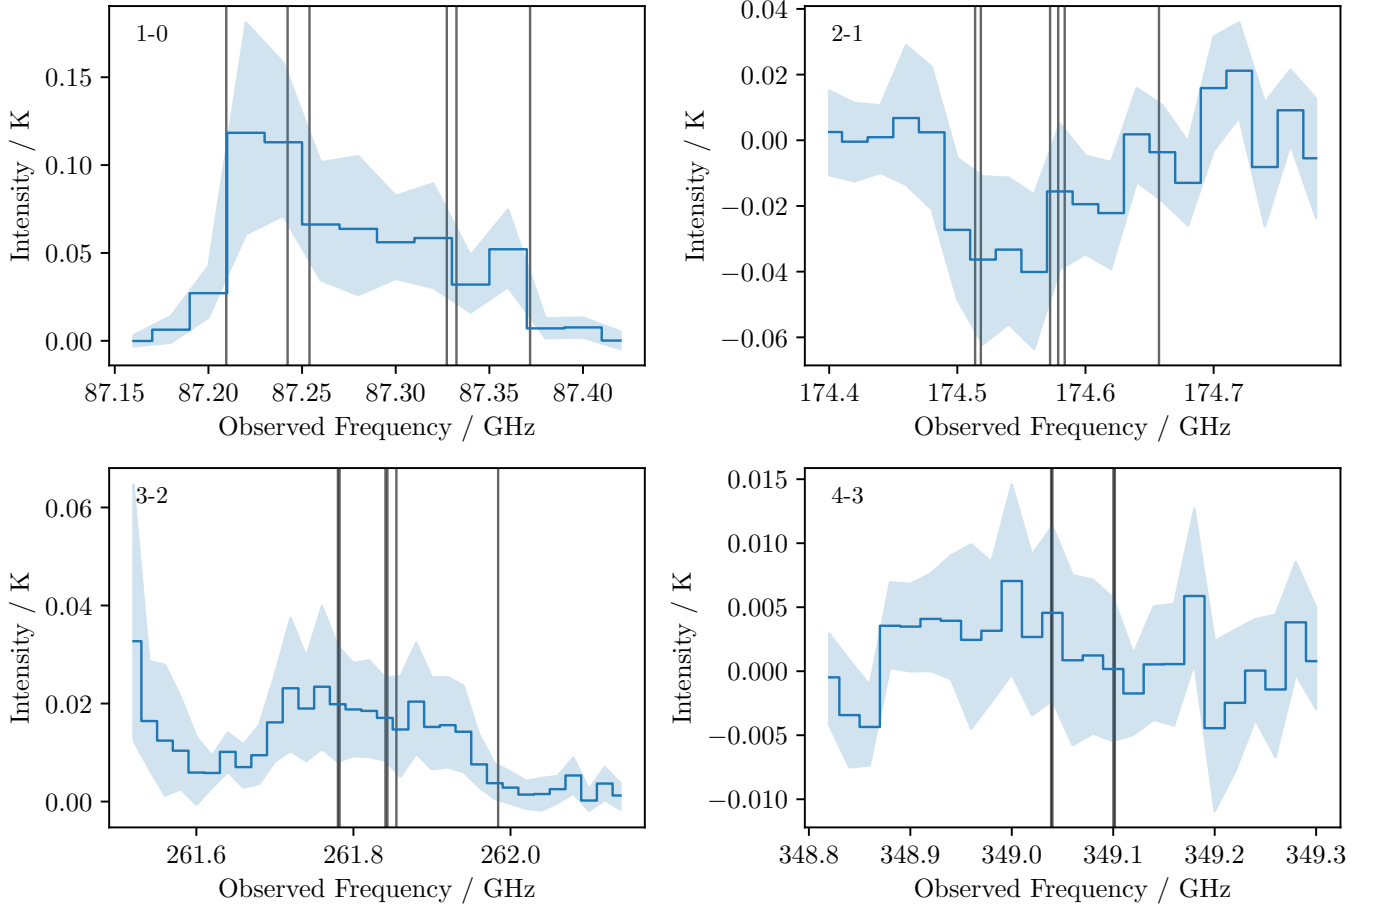 1-0
Intensity / K
0.15
0.10
0.05
0.00
87.15 87.20 87.25 87.30 87.35 87.40
Observed Frequency / GHz
2-1
Intensity / K
0.04
0.02
0.00
−0.02
−0.04
−0.06
174.4 174.5 174.6 174.7
Observed Frequency / GHz
3-2
Intensity / K
0.06
0.04
0.02
0.00
261.6 261.8 262.0
Observed Frequency / GHz
4-3
Intensity / K
0.015
0.010
0.005
0.000
−0.005
−0.010
348.8 348.9 349.0 349.1 349.2 349.3
Observed Frequency / GHz